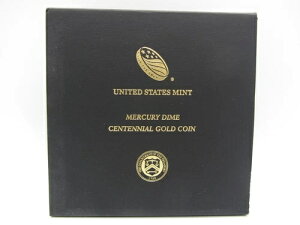 UNITED STATES MINT
MERCURY DIME
CENTENNIAL GOLD COIN